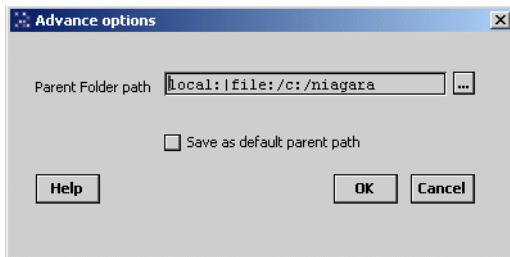 Advance options
Parent Folder path local:|file:/c:/niagara ...
Save as default parent path
Help OK Cancel